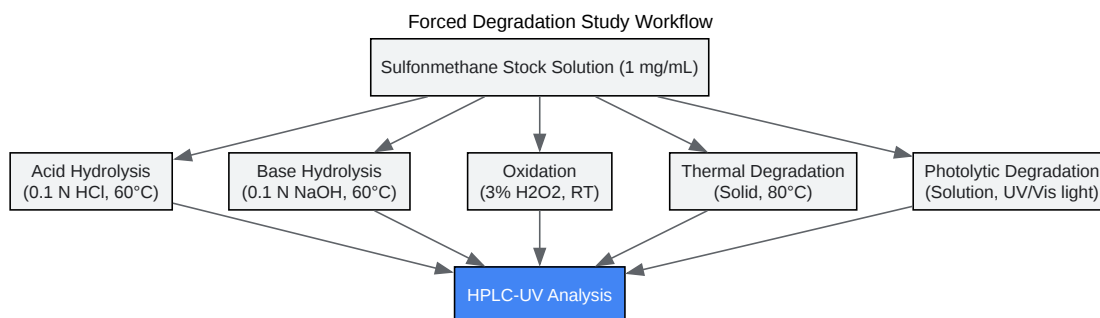 Forced Degradation Study Workflow
Sulfonmethane Stock Solution (1 mg/mL)
Acid Hydrolysis
(0.1 N HCl, 60°C)
Base Hydrolysis
(0.1 N NaOH, 60°C)
Oxidation
(3% H2O2, RT)
Thermal Degradation
(Solid, 80°C)
Photolytic Degradation
(Solution, UV/Vis light)
HPLC-UV Analysis